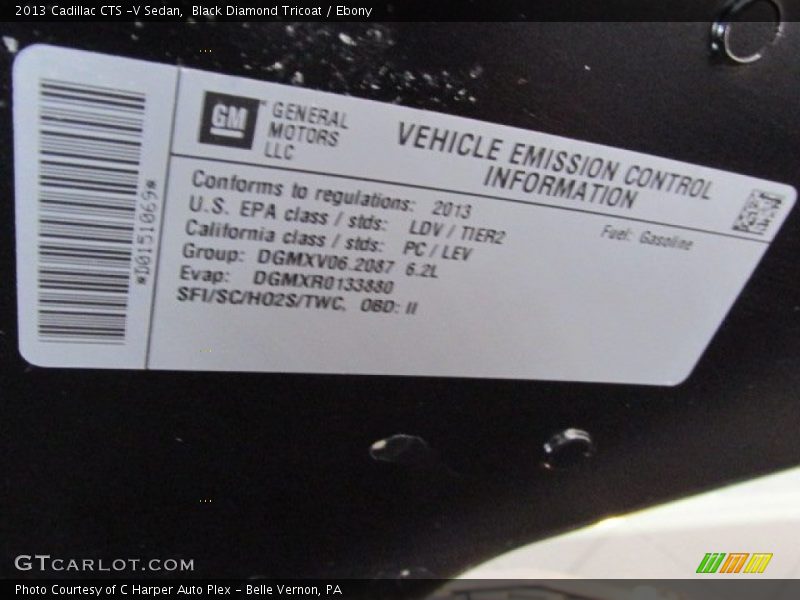 2013 Cadillac CTS -V Sedan, Black Diamond Tricoat / Ebony
*D0151069*
GM
GENERAL
MOTORS
LLC
VEHICLE EMISSION CONTROL
INFORMATION
Conforms to regulations: 2013
Fuel: Gasoline
U.S. EPA class / stds: LDV / TIER2
California class / stds: PC / LEV
Group: DGMXV06.2087 6.2L
Evap: DGMXR0133880
SFI/SC/HO2S/TWC, OBD: II
GTCARLOT.COM
Photo Courtesy of C Harper Auto Plex - Belle Vernon, PA